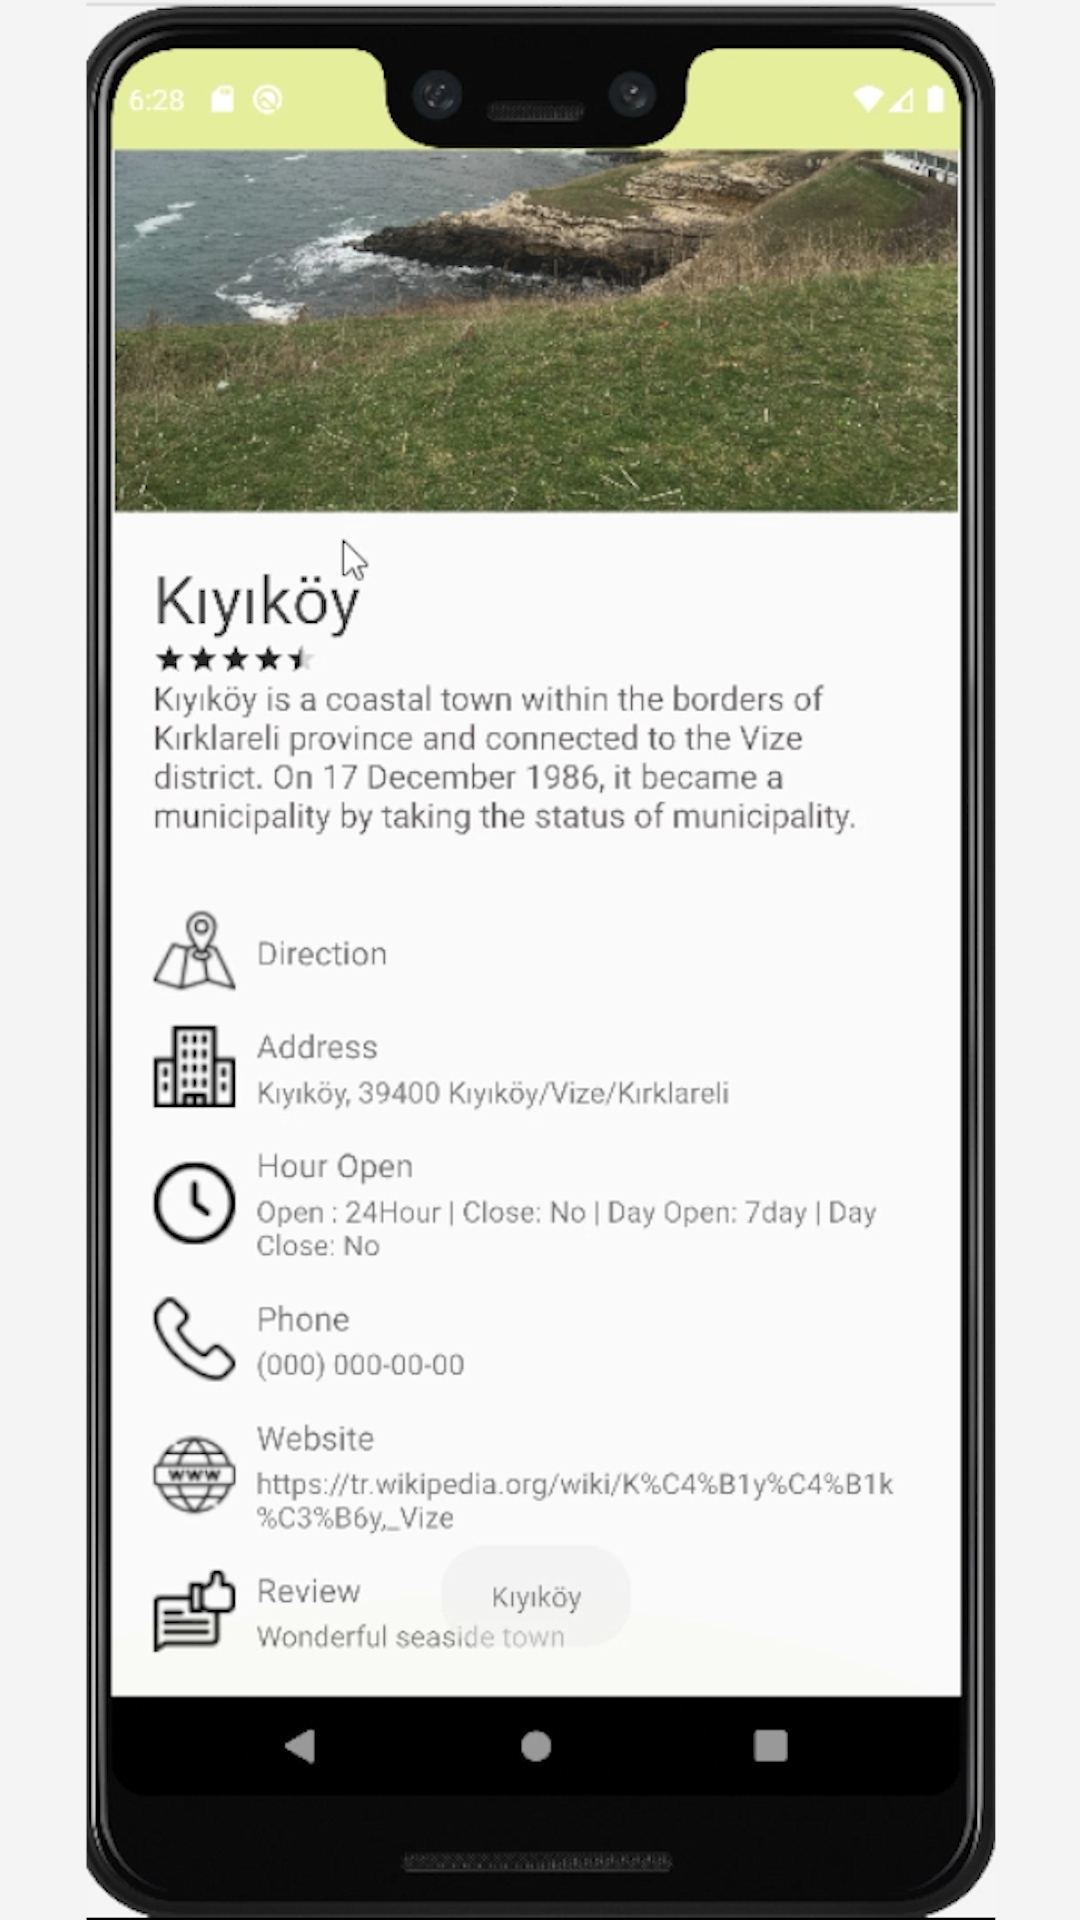 6:28
Kıyıköy
Kıyıköy is a coastal town within the borders of
Kırklareli province and connected to the Vize
district. On 17 December 1986, it became a
municipality by taking the status of municipality.
Direction
Address
Kıyıköy, 39400 Kıyıköy/Vize/Kırklareli
Hour Open
Open : 24Hour | Close: No | Day Open: 7day | Day
Close: No
Phone
(000) 000-00-00
Website
www
https://tr.wikipedia.org/wiki/K%C4%B1y%C4%B1k
%C3%B6y,_Vize
Kıyıköy
Review
Wonderful seaside town